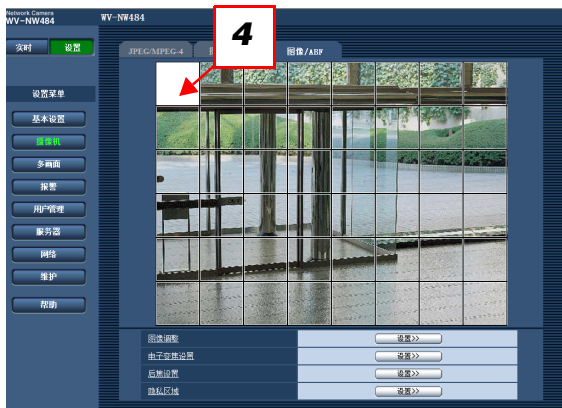 Network Camera
WV-NW484
WV-NW484
4
实时 设置
JPEG/MPEG-4
图像/ABF
设置菜单
基本设置
摄像机
多画面
报警
用户管理
服务器
网络
维护
帮助
图像调整 设置>>
电子变焦设置 设置>>
后焦设置 设置>>
隐私区域 设置>>